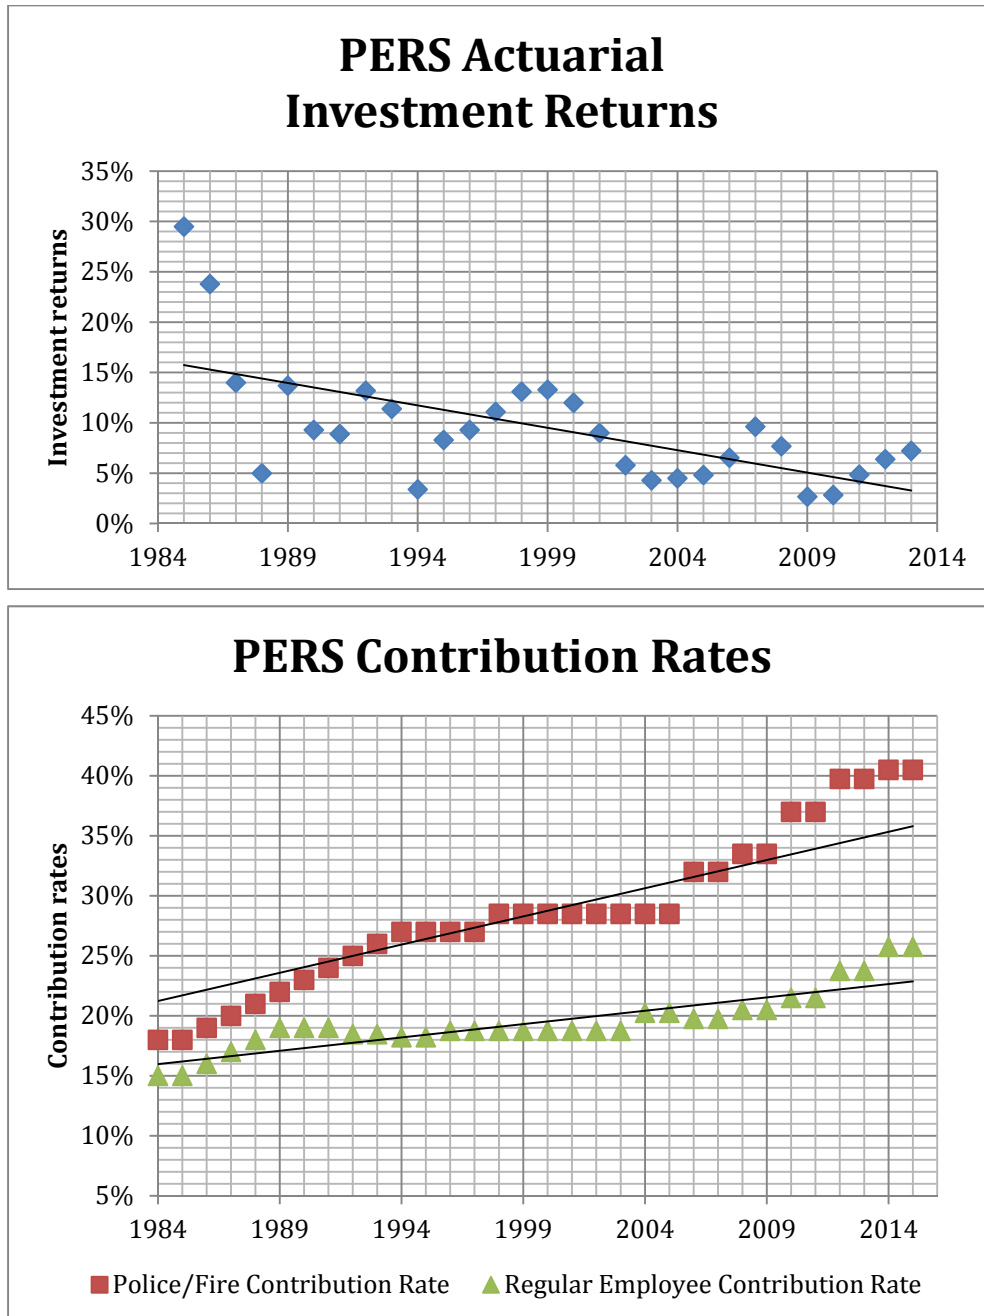 PERS Actuarial
Investment Returns
Investment returns
35%
30%
25%
20%
15%
10%
5%
0%
1984 1989 1994 1999 2004 2009 2014
PERS Contribution Rates
Contribution rates
45%
40%
35%
30%
25%
20%
15%
10%
5%
1984 1989 1994 1999 2004 2009 2014
Police/Fire Contribution Rate Regular Employee Contribution Rate